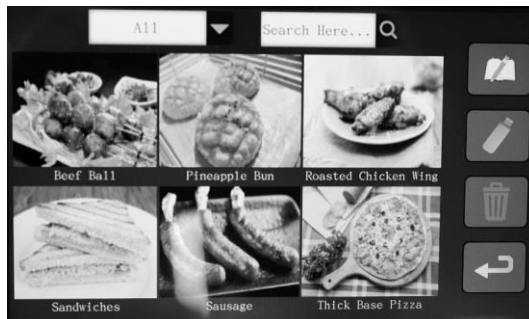 All
Search Here...
Beef Ball
Pineapple Bun
Roasted Chicken Wing
Sandwiches
Sausage
Thick Base Pizza